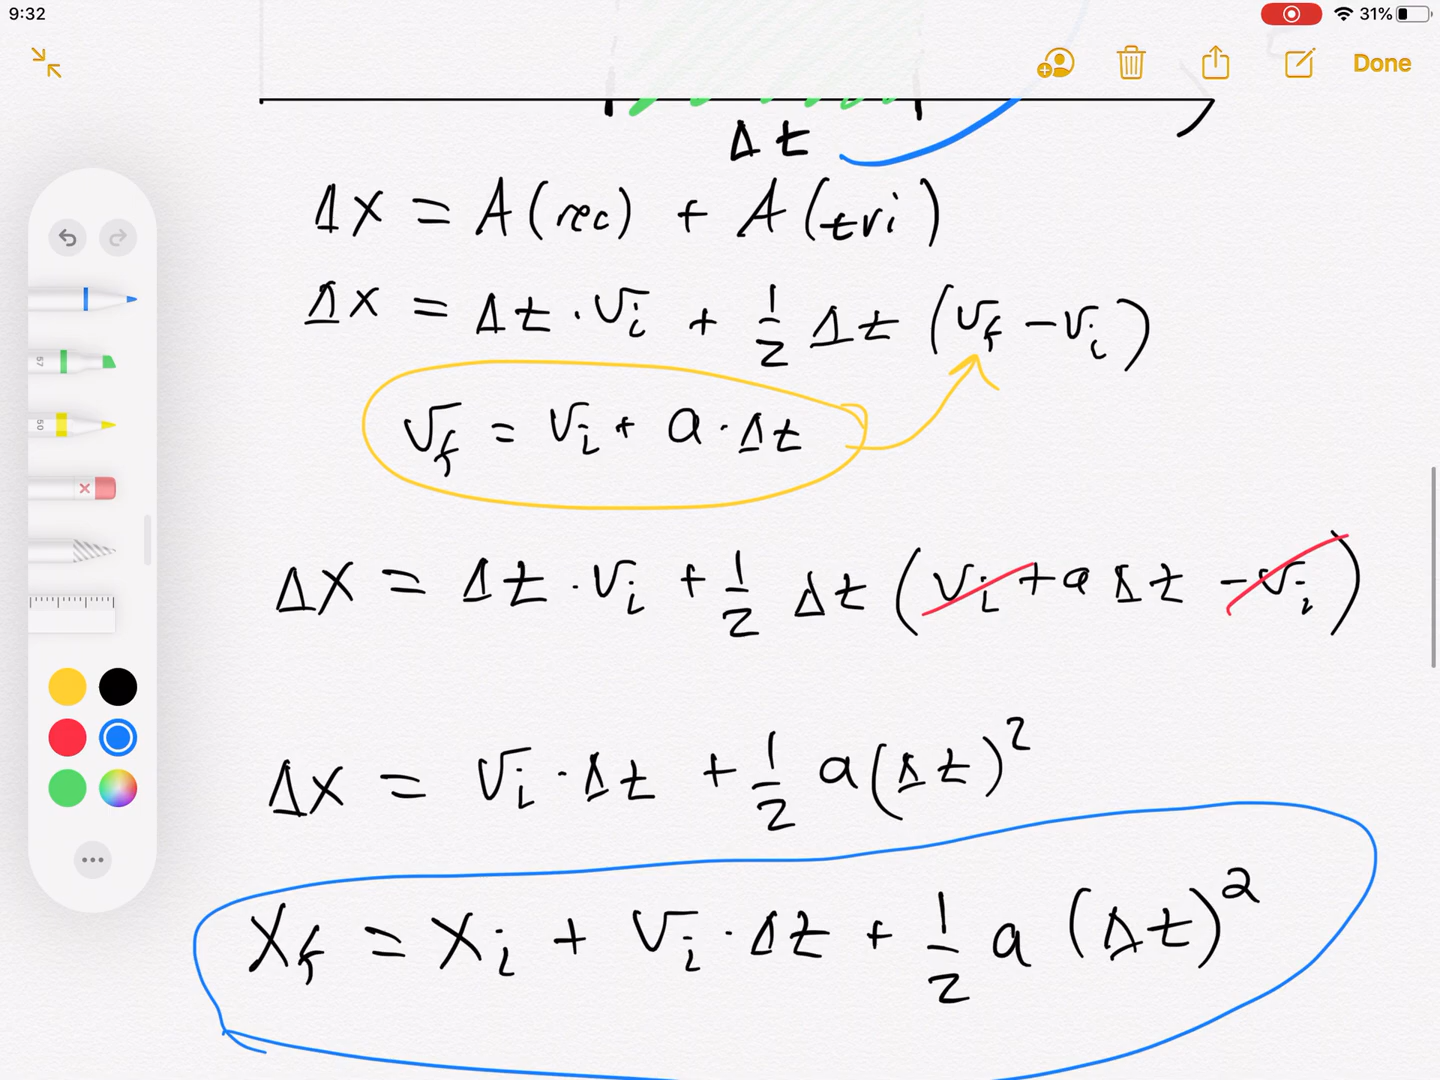 9:32
31%
Done
Δt
Δx = A(rec) + A(tri)
Δx = Δt · vi + 1/2 Δt (vf − vi)
vf = vi + a · Δt
Δx = Δt · vi + 1/2 Δt (vi + a Δt − vi)
Δx = vi · Δt + 1/2 a(Δt)²
xf = xi + vi · Δt + 1/2 a (Δt)²
57
50